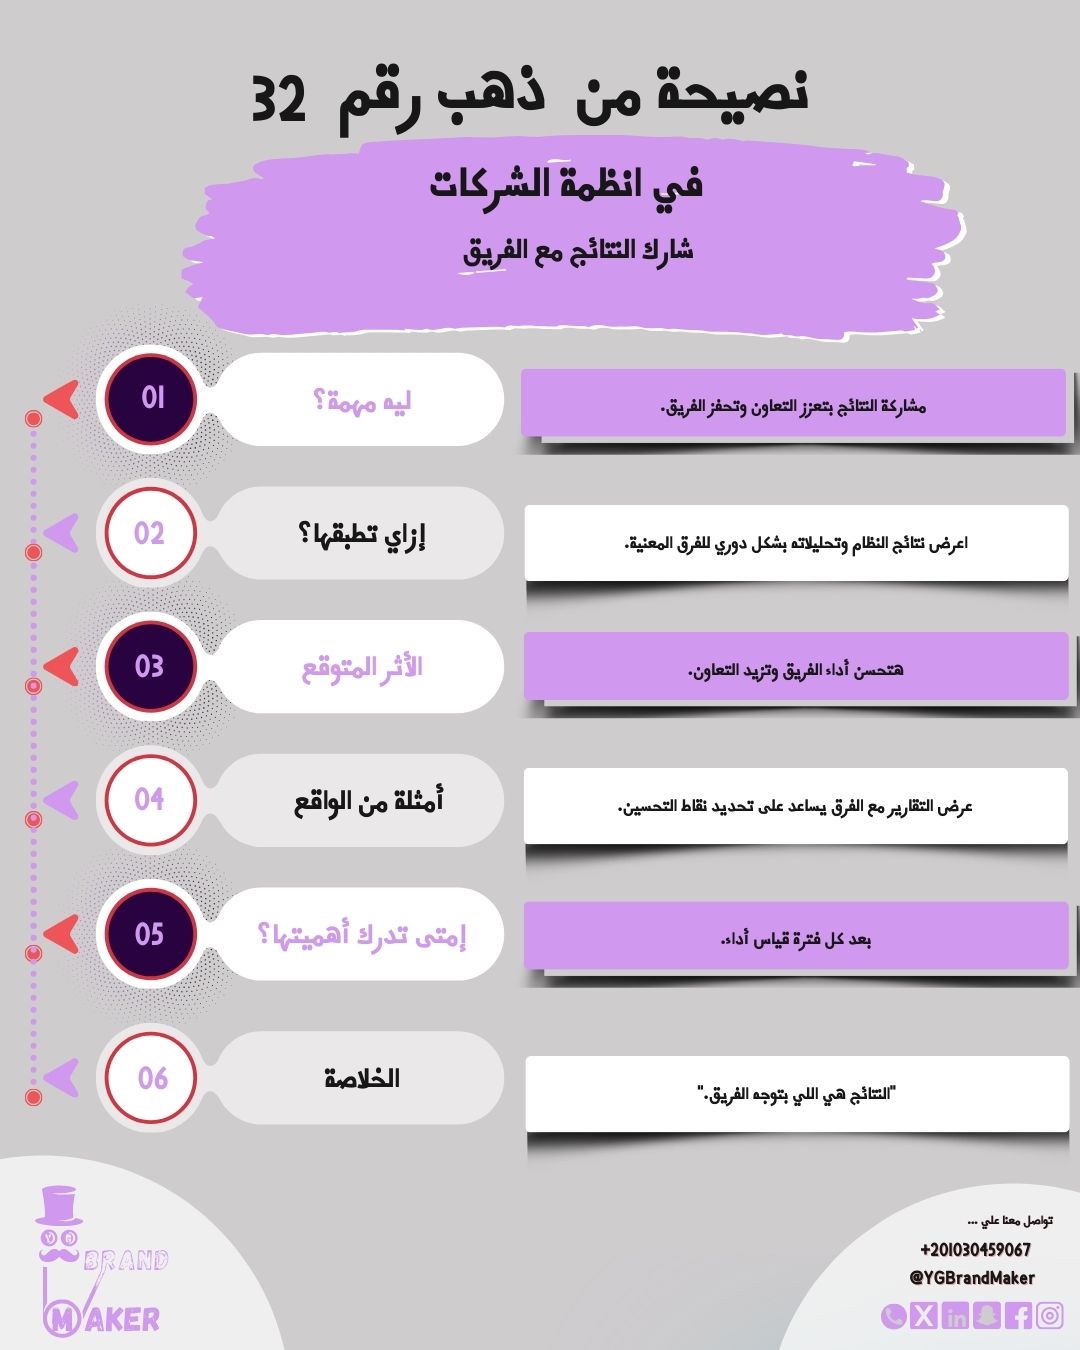 نصيحة من ذهب رقم 32
في انظمة الشركات
شارك النتائج مع الفريق
01
ليه مهمة؟
مشاركة النتائج بتعزز التعاون وتحفز الفريق.
02
إزاي تطبقها؟
اعرض نتائج النظام وتحليلاته بشكل دوري للفرق المعنية.
03
الأثر المتوقع
هتحسن أداء الفريق وتزيد التعاون.
04
أمثلة من الواقع
عرض التقارير مع الفرق يساعد على تحديد نقاط التحسين.
05
إمتى تدرك أهميتها؟
بعد كل فترة قياس أداء.
06
الخلاصة
"النتائج هي اللي بتوجه الفريق."
BRAND
MAKER
تواصل معنا علي ...
+201030459067
@YGBrandMaker